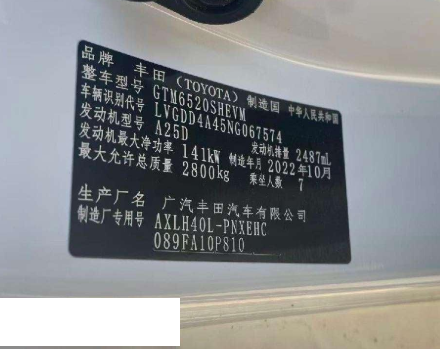 品牌 丰田（TOYOTA） 制造国 中华人民共和国
整车型号 GTM6520SHEVM
车辆识别代号 LVGDD4A45NG067574
发动机型号 A25D 发动机排量 2487mL
发动机最大净功率 141kW 制造年月 2022年10月
最大允许总质量 2800kg 乘坐人数 7
生产厂名 广汽丰田汽车有限公司
制造厂专用号 AXLH40L-PNXEHC
089FA10P810